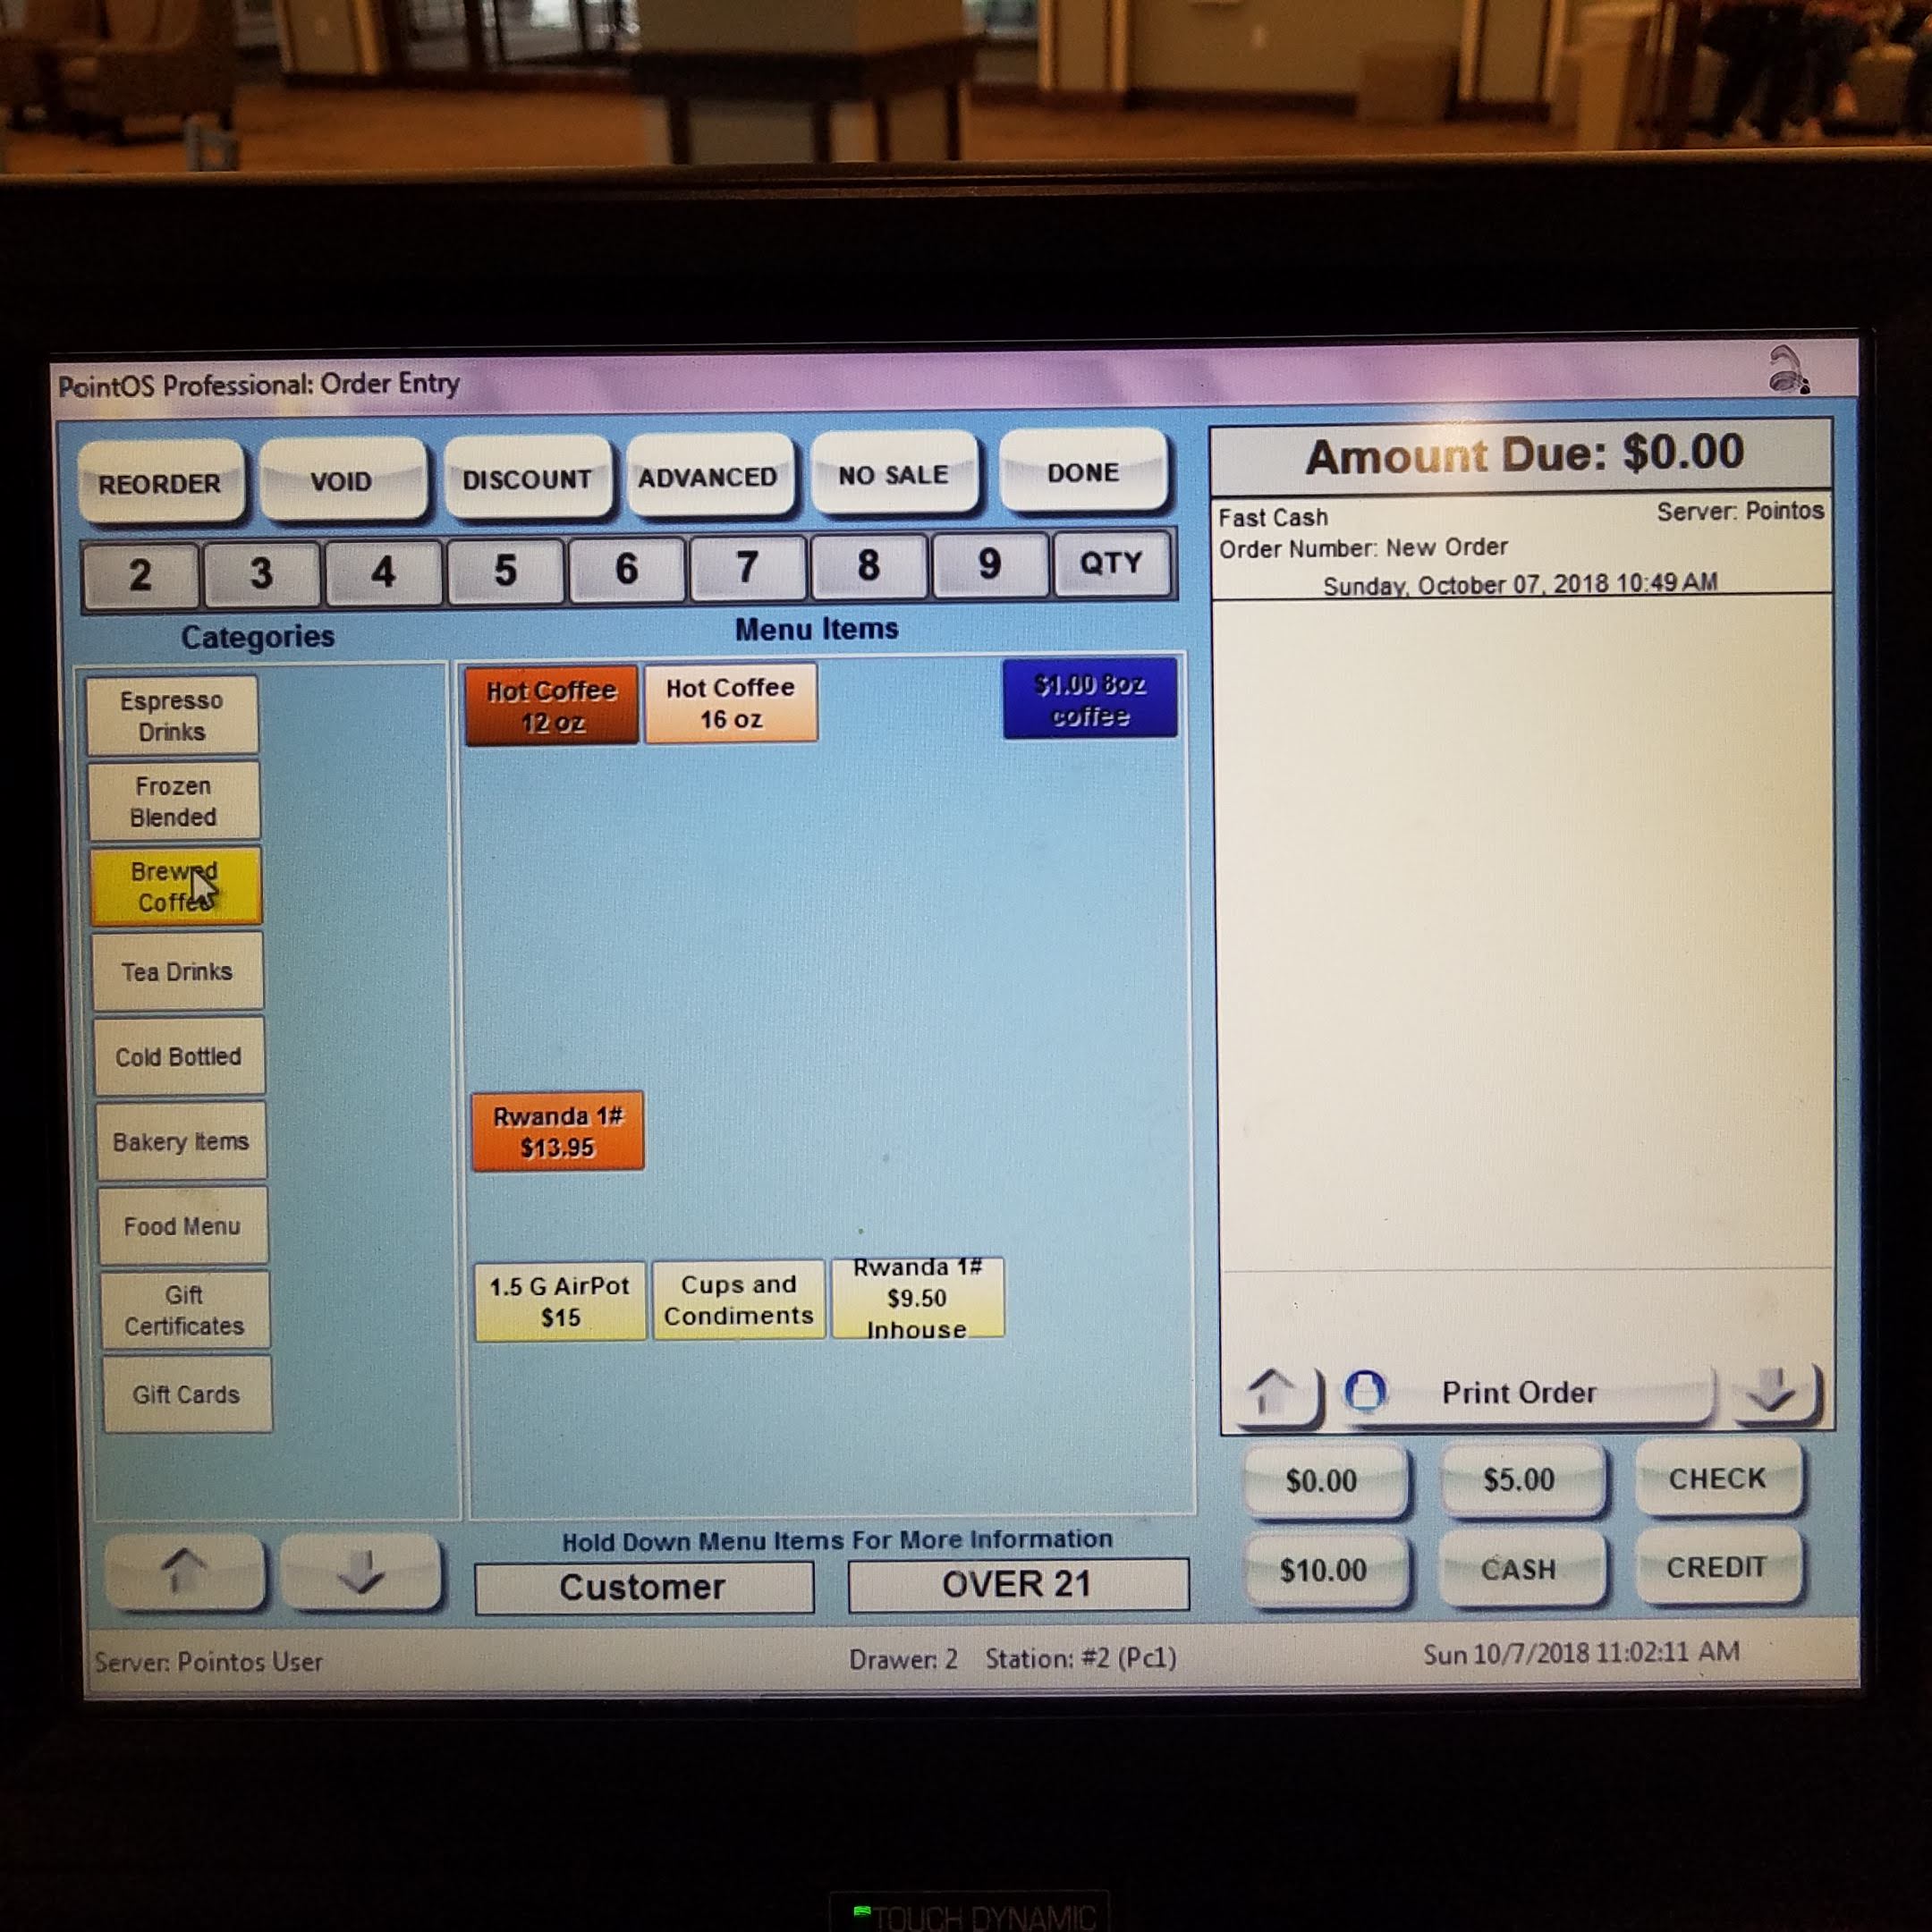 PointOS Professional: Order Entry
REORDER
VOID
DISCOUNT
ADVANCED
NO SALE
DONE
2
3
4
5
6
7
8
9
QTY
Categories
Espresso
Drinks
Frozen
Blended
Brewed
Coffee
Tea Drinks
Cold Bottled
Bakery Items
Food Menu
Gift
Certificates
Gift Cards
Menu Items
Hot Coffee
12 oz
Hot Coffee
16 oz
$1.00 8oz
coffee
Rwanda 1#
$13.95
1.5 G AirPot
$15
Cups and
Condiments
Rwanda 1#
$9.50
Inhouse
Hold Down Menu Items For More Information
Customer
OVER 21
Amount Due: $0.00
Fast Cash
Server: Pointos
Order Number: New Order
Sunday, October 07, 2018 10:49 AM
Print Order
$0.00
$5.00
CHECK
$10.00
CASH
CREDIT
Server: Pointos User
Drawer: 2 Station: #2 (Pc1)
Sun 10/7/2018 11:02:11 AM
TOUCH DYNAMIC